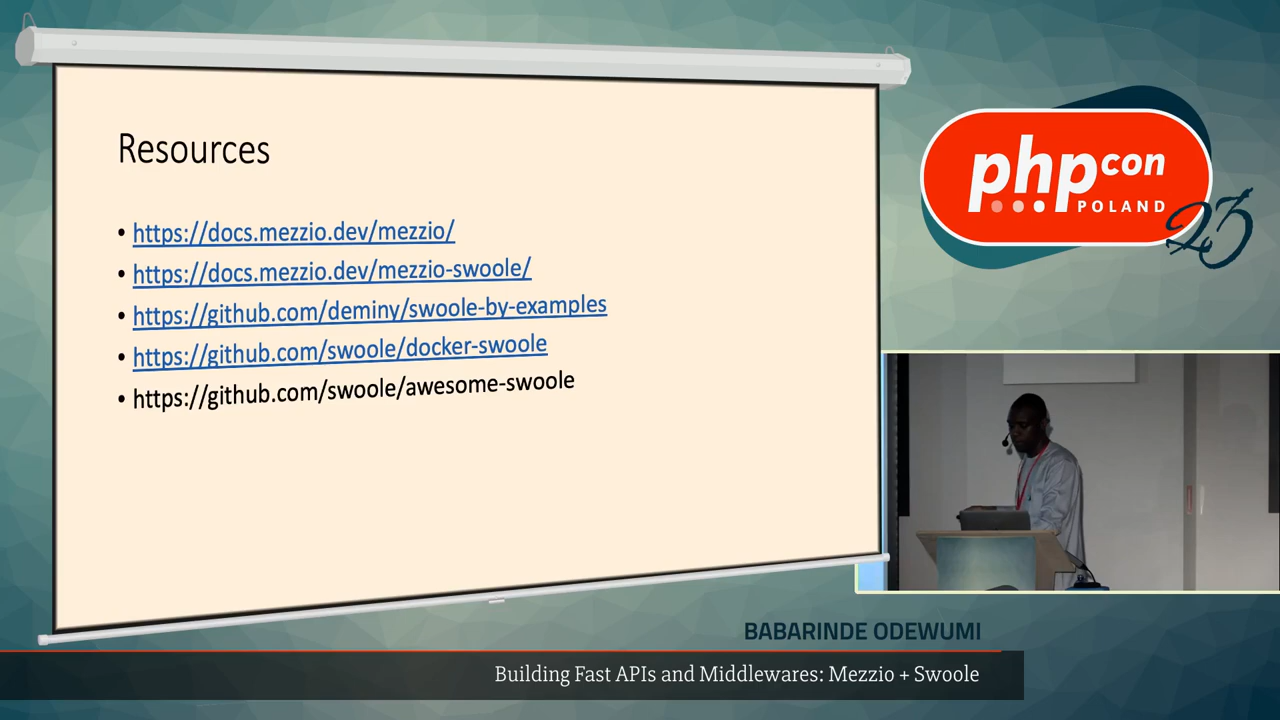 Resources
• https://docs.mezzio.dev/mezzio/
• https://docs.mezzio.dev/mezzio-swoole/
• https://github.com/deminy/swoole-by-examples
• https://github.com/swoole/docker-swoole
• https://github.com/swoole/awesome-swoole
phpcon
POLAND
23
BABARINDE ODEWUMI
Building Fast APIs and Middlewares: Mezzio + Swoole